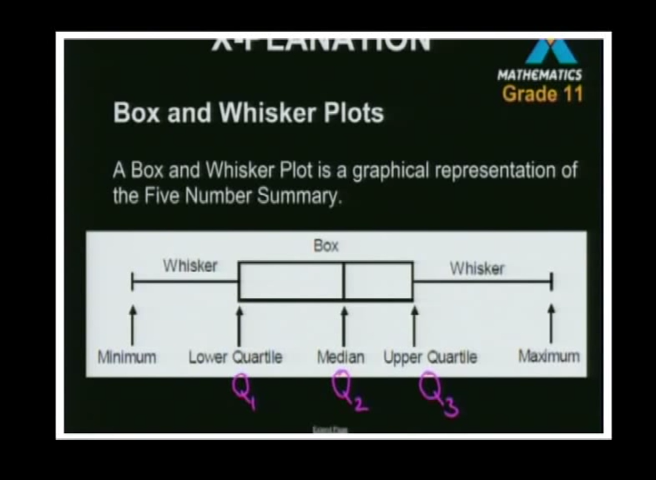 X-PLANATION
MATHEMATICS
Grade 11
Box and Whisker Plots
A Box and Whisker Plot is a graphical representation of
the Five Number Summary.
Box
Whisker
Whisker
Minimum
Lower Quartile
Median
Upper Quartile
Maximum
Q1
Q2
Q3